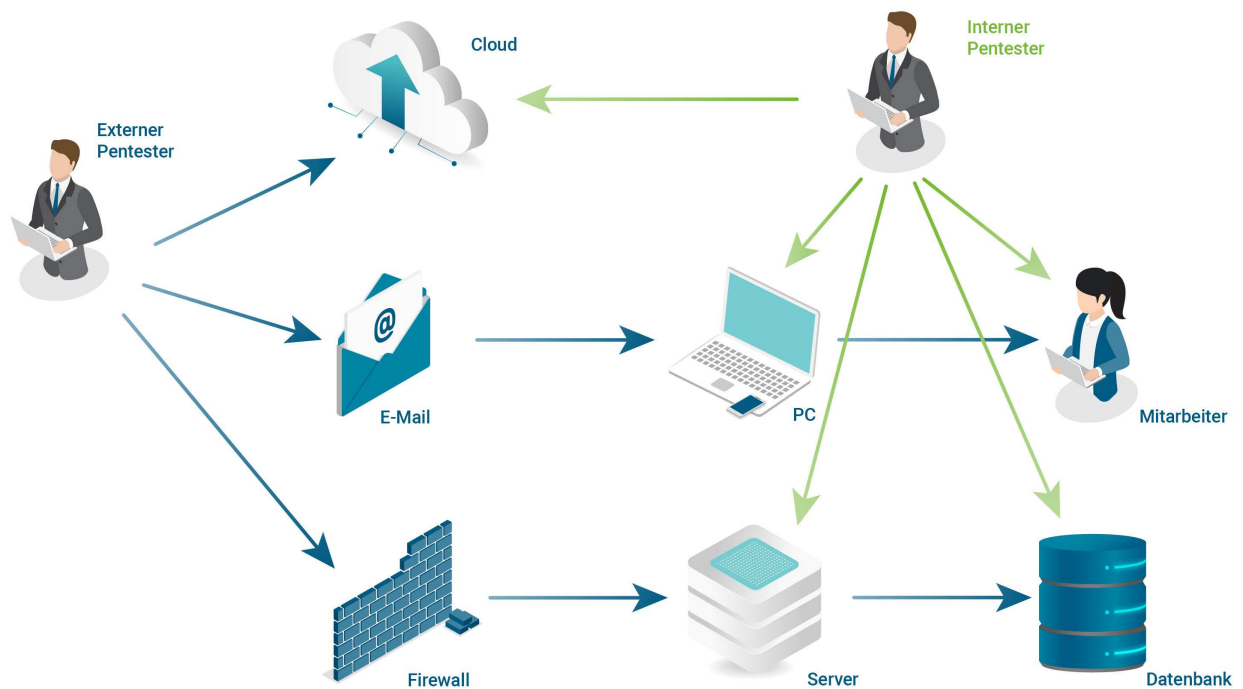 Cloud
Interner
Pentester
Externer
Pentester
@
E-Mail
PC
Mitarbeiter
Firewall
Server
Datenbank